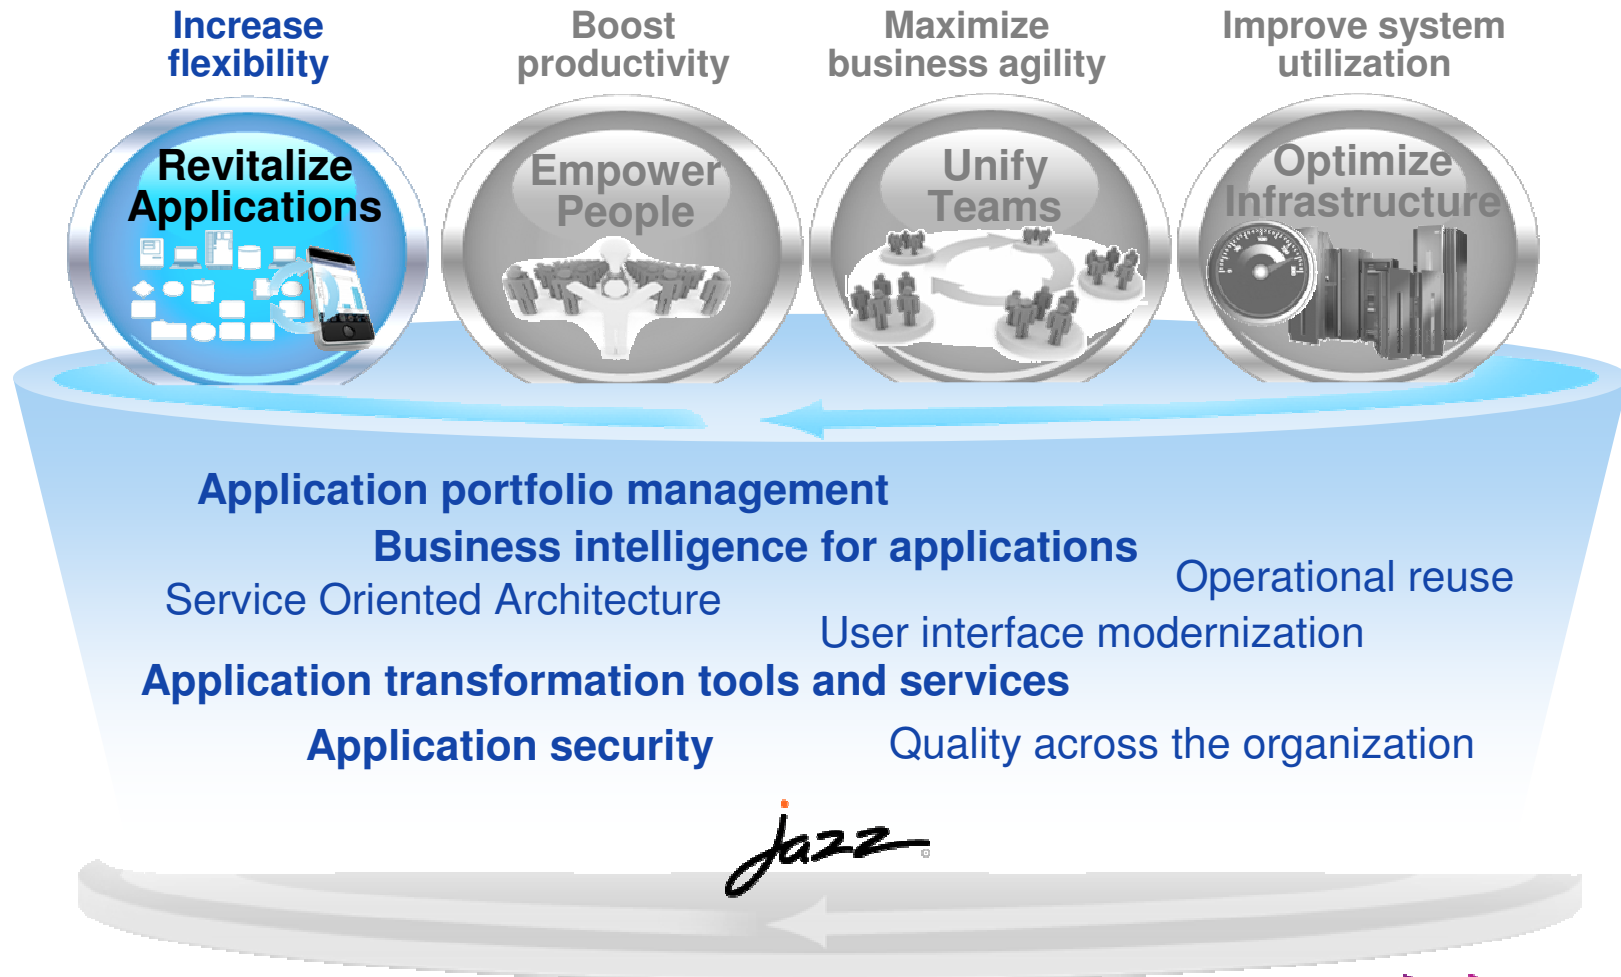 Increase
flexibility
Boost
productivity
Maximize
business agility
Improve system
utilization
Revitalize
Applications
Empower
People
Unify
Teams
Optimize
Infrastructure
Application portfolio management
Business intelligence for applications
Operational reuse
Service Oriented Architecture
User interface modernization
Application transformation tools and services
Application security
Quality across the organization
jazz